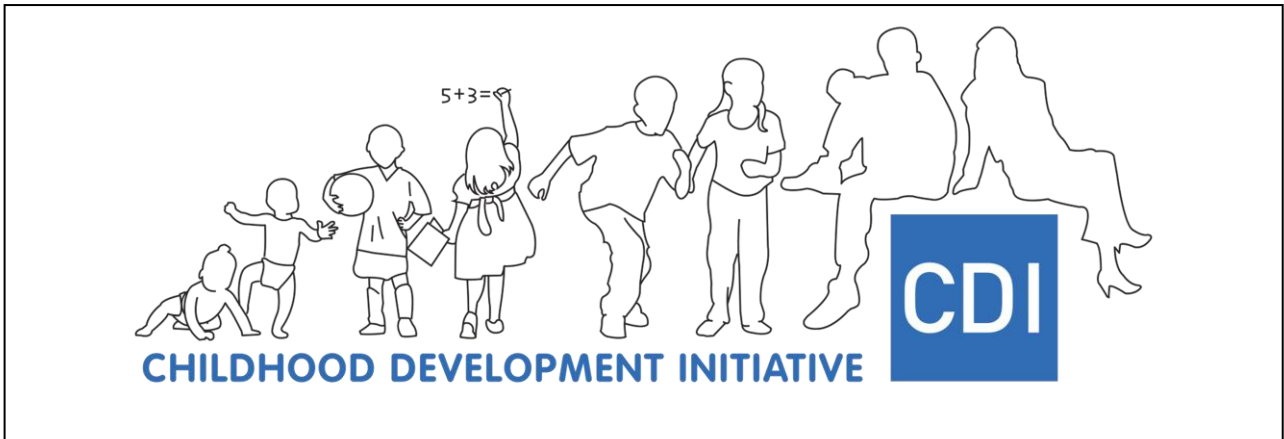 5+3=
CDI
CHILDHOOD DEVELOPMENT INITIATIVE